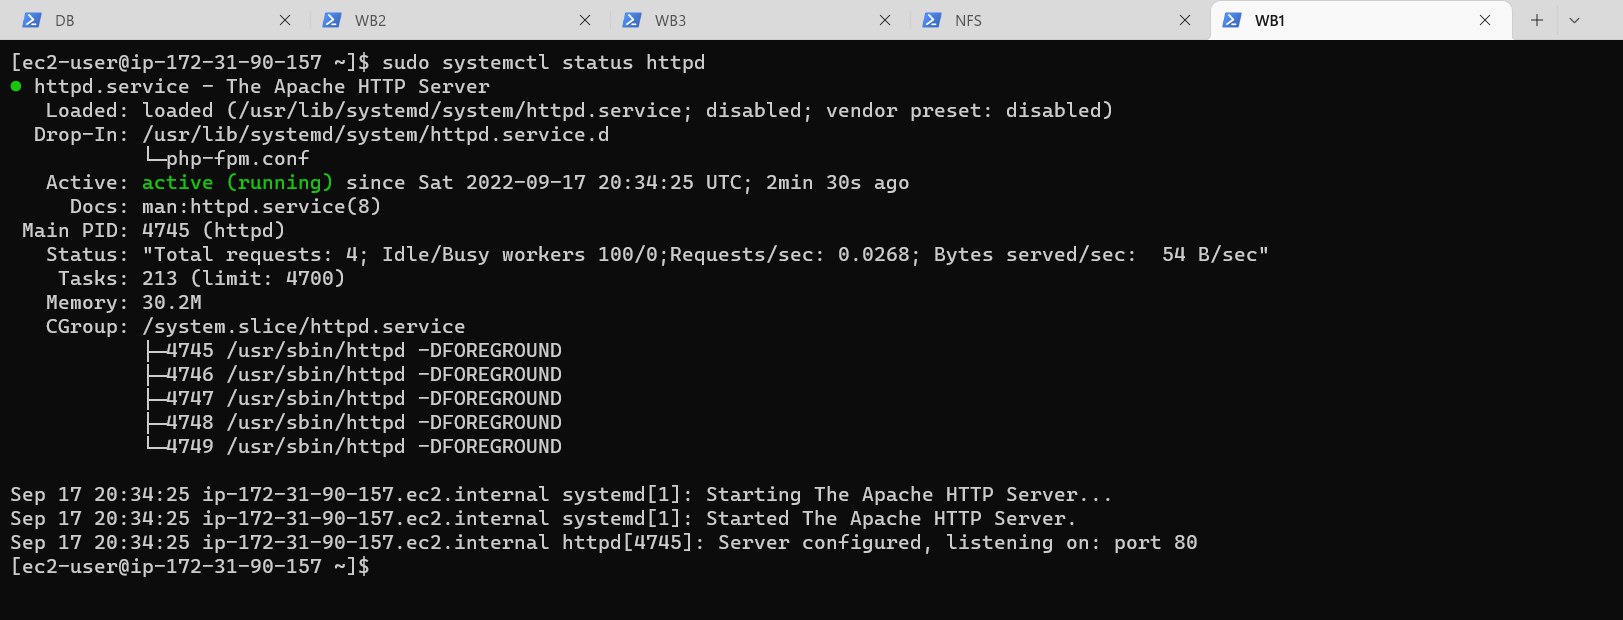 DB WB2 WB3 NFS WB1
[ec2-user@ip-172-31-90-157 ~]$ sudo systemctl status httpd
● httpd.service - The Apache HTTP Server
   Loaded: loaded (/usr/lib/systemd/system/httpd.service; disabled; vendor preset: disabled)
  Drop-In: /usr/lib/systemd/system/httpd.service.d
           └─php-fpm.conf
   Active: active (running) since Sat 2022-09-17 20:34:25 UTC; 2min 30s ago
     Docs: man:httpd.service(8)
 Main PID: 4745 (httpd)
   Status: "Total requests: 4; Idle/Busy workers 100/0;Requests/sec: 0.0268; Bytes served/sec:  54 B/sec"
    Tasks: 213 (limit: 4700)
   Memory: 30.2M
   CGroup: /system.slice/httpd.service
           ├─4745 /usr/sbin/httpd -DFOREGROUND
           ├─4746 /usr/sbin/httpd -DFOREGROUND
           ├─4747 /usr/sbin/httpd -DFOREGROUND
           ├─4748 /usr/sbin/httpd -DFOREGROUND
           └─4749 /usr/sbin/httpd -DFOREGROUND
Sep 17 20:34:25 ip-172-31-90-157.ec2.internal systemd[1]: Starting The Apache HTTP Server...
Sep 17 20:34:25 ip-172-31-90-157.ec2.internal systemd[1]: Started The Apache HTTP Server.
Sep 17 20:34:25 ip-172-31-90-157.ec2.internal httpd[4745]: Server configured, listening on: port 80
[ec2-user@ip-172-31-90-157 ~]$